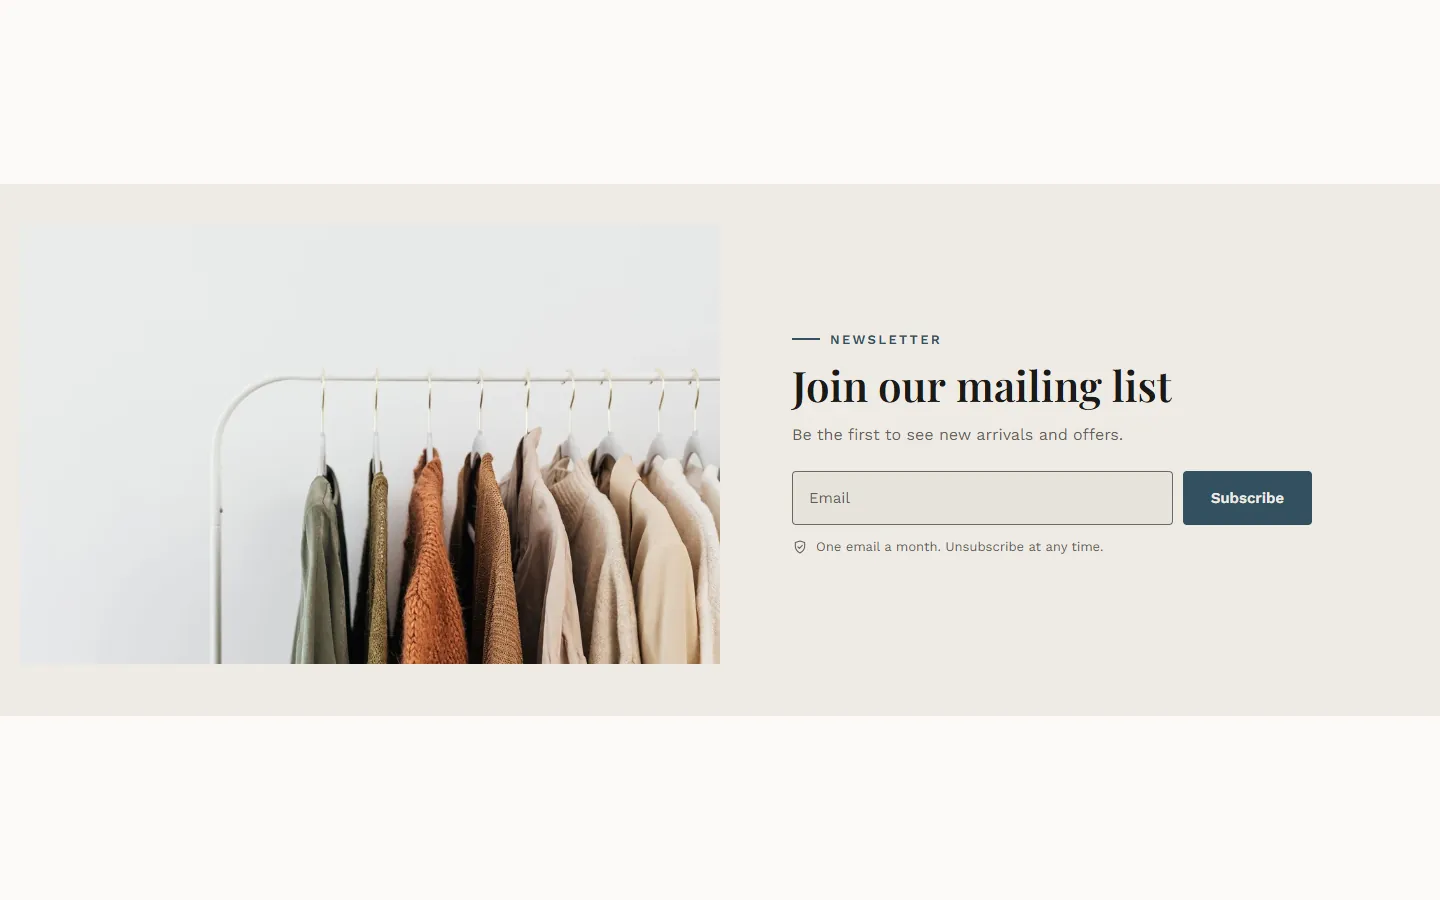 NEWSLETTER
Join our mailing list
Be the first to see new arrivals and offers.
Email
Subscribe
One email a month. Unsubscribe at any time.